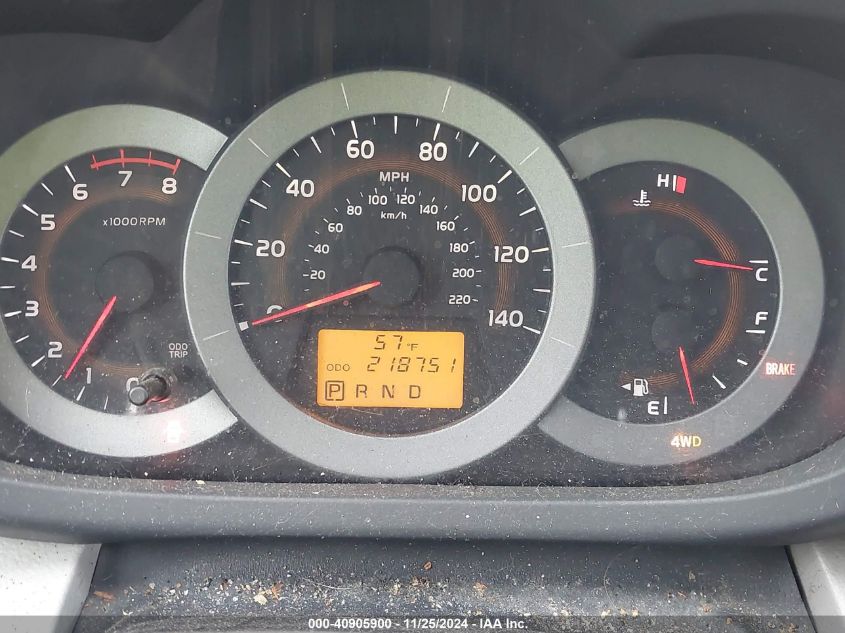 8
7
6
5
4
3
2
1
0
x1000RPM
ODO
TRIP
MPH
0
20
40
60
80
100
120
140
km/h
20
40
60
80
100
120
140
160
180
200
220
57°F
ODO 218751
P R N D
H
C
F
E
BRAKE
4WD
000-40905900 - 11/25/2024 - IAA Inc.